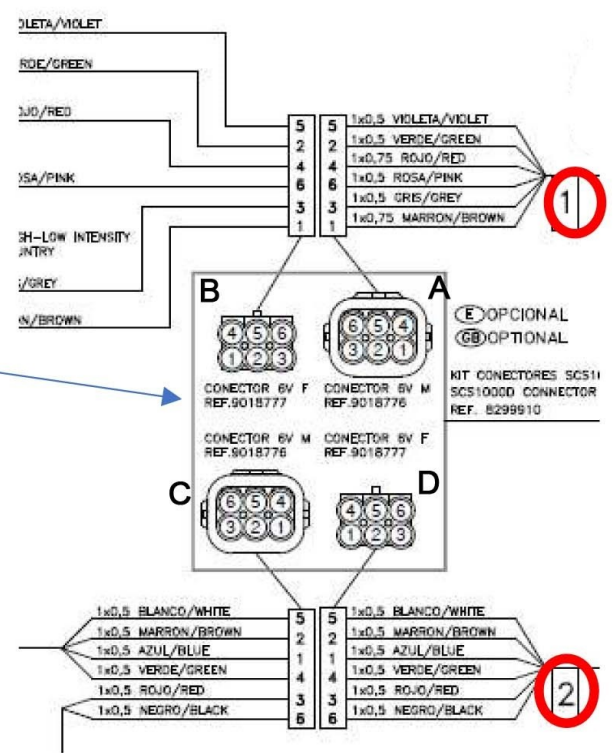 OLETA/VIOLET
RDE/GREEN
OJO/RED
OSA/PINK
GH-LOW INTENSITY
UNTRY
S/GREY
ON/BROWN
5 5 1x0,5 VIOLETA/VIOLET
2 2 1x0,5 VERDE/GREEN
4 4 1x0,75 ROJO/RED
6 6 1x0,5 ROSA/PINK
3 3 1x0,5 GRIS/GREY
1 1 1x0,75 MARRON/BROWN
1
B
A
4 5 6
1 2 3
6 5 4
3 2 1
CONECTOR 6V F
REF.9018777
CONECTOR 6V M
REF.9018776
E OPCIONAL
GB OPTIONAL
KIT CONECTORES SCS1
SCS1000D CONNECTOR
REF. 8299910
CONECTOR 6V M
REF.9018776
CONECTOR 6V F
REF.9018777
C
D
6 5 4
3 2 1
4 5 6
1 2 3
1x0,5 BLANCO/WHITE 5 5 1x0,5 BLANCO/WHITE
1x0,5 MARRON/BROWN 2 2 1x0,5 MARRON/BROWN
1x0,5 AZUL/BLUE 1 1 1x0,5 AZUL/BLUE
1x0,5 VERDE/GREEN 4 4 1x0,5 VERDE/GREEN
1x0,5 ROJO/RED 3 3 1x0,5 ROJO/RED
1x0,5 NEGRO/BLACK 6 6 1x0,5 NEGRO/BLACK
2